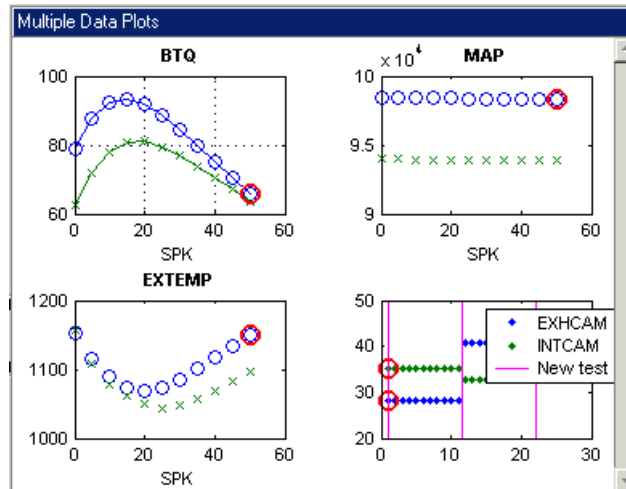 Multiple Data Plots
BTQ
100
80
60
0 20 40 60
SPK
x 10⁴
MAP
10
9.5
9
0 20 40 60
SPK
EXTEMP
1200
1100
1000
0 20 40 60
SPK
50
40
30
20
0 10 20 30
EXHCAM
INTCAM
New test